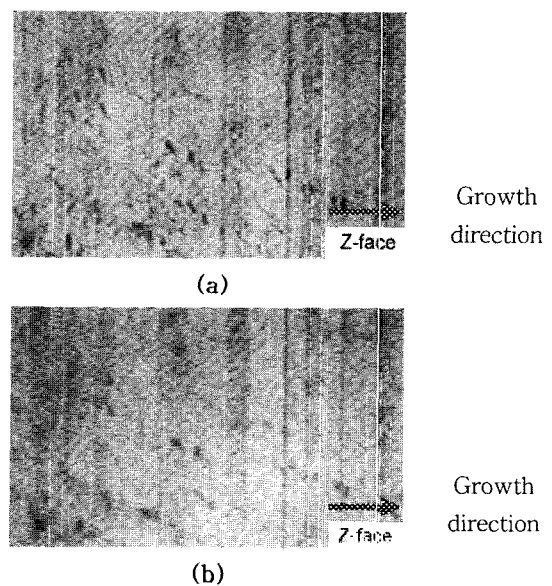 Growth
direction
Z-face
(a)
Growth
direction
Z-face
(b)